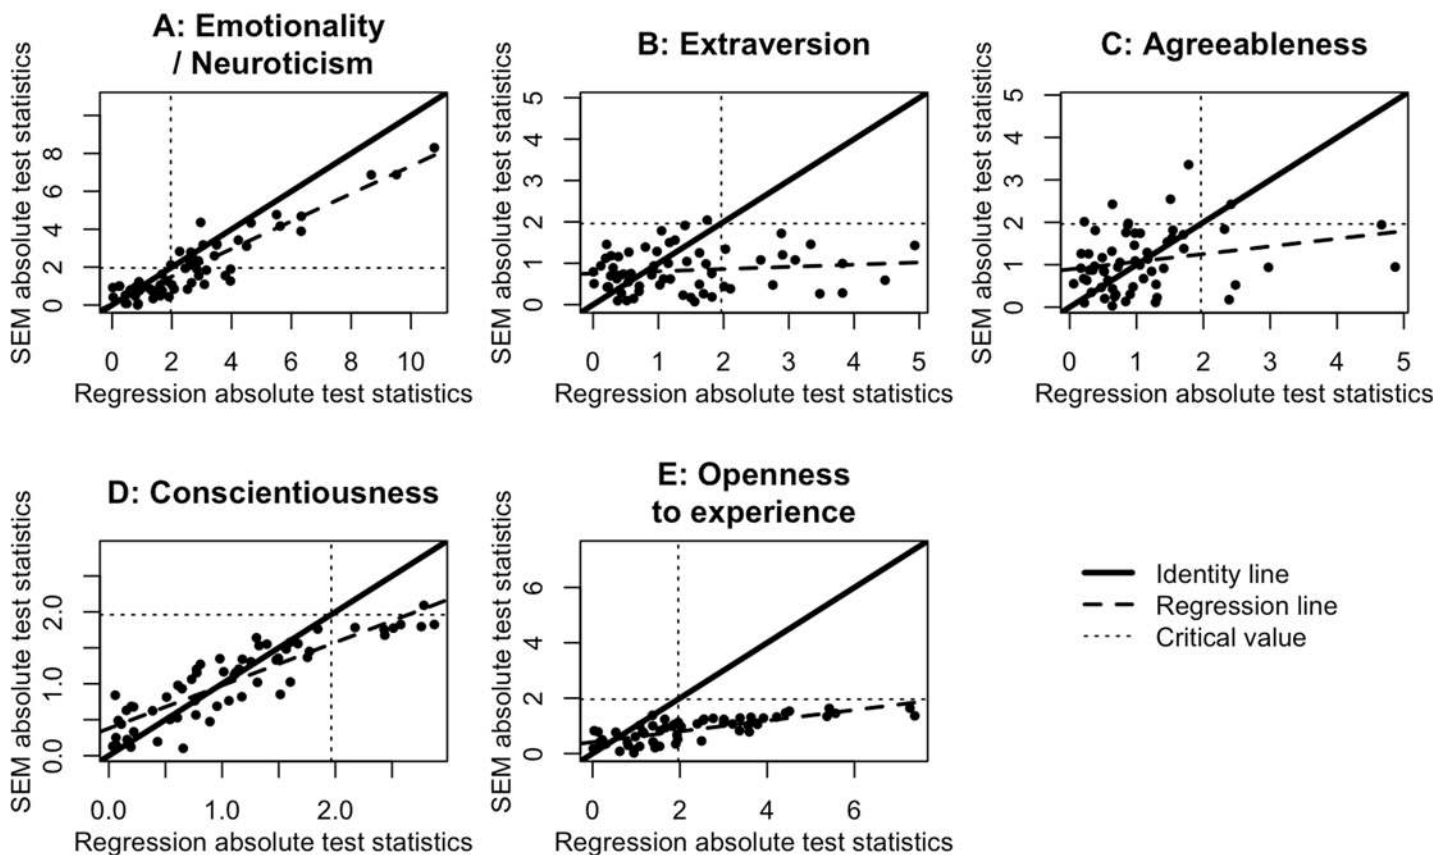 A: Emotionality
/ Neuroticism
SEM absolute test statistics
8
6
4
2
0
0 2 4 6 8 10
Regression absolute test statistics
B: Extraversion
SEM absolute test statistics
5
4
3
2
1
0
0 1 2 3 4 5
Regression absolute test statistics
C: Agreeableness
SEM absolute test statistics
5
4
3
2
1
0
0 1 2 3 4 5
Regression absolute test statistics
D: Conscientiousness
SEM absolute test statistics
2.0
1.0
0.0
0.0 1.0 2.0
Regression absolute test statistics
E: Openness
to experience
SEM absolute test statistics
6
4
2
0
0 2 4 6
Regression absolute test statistics
Identity line
Regression line
Critical value